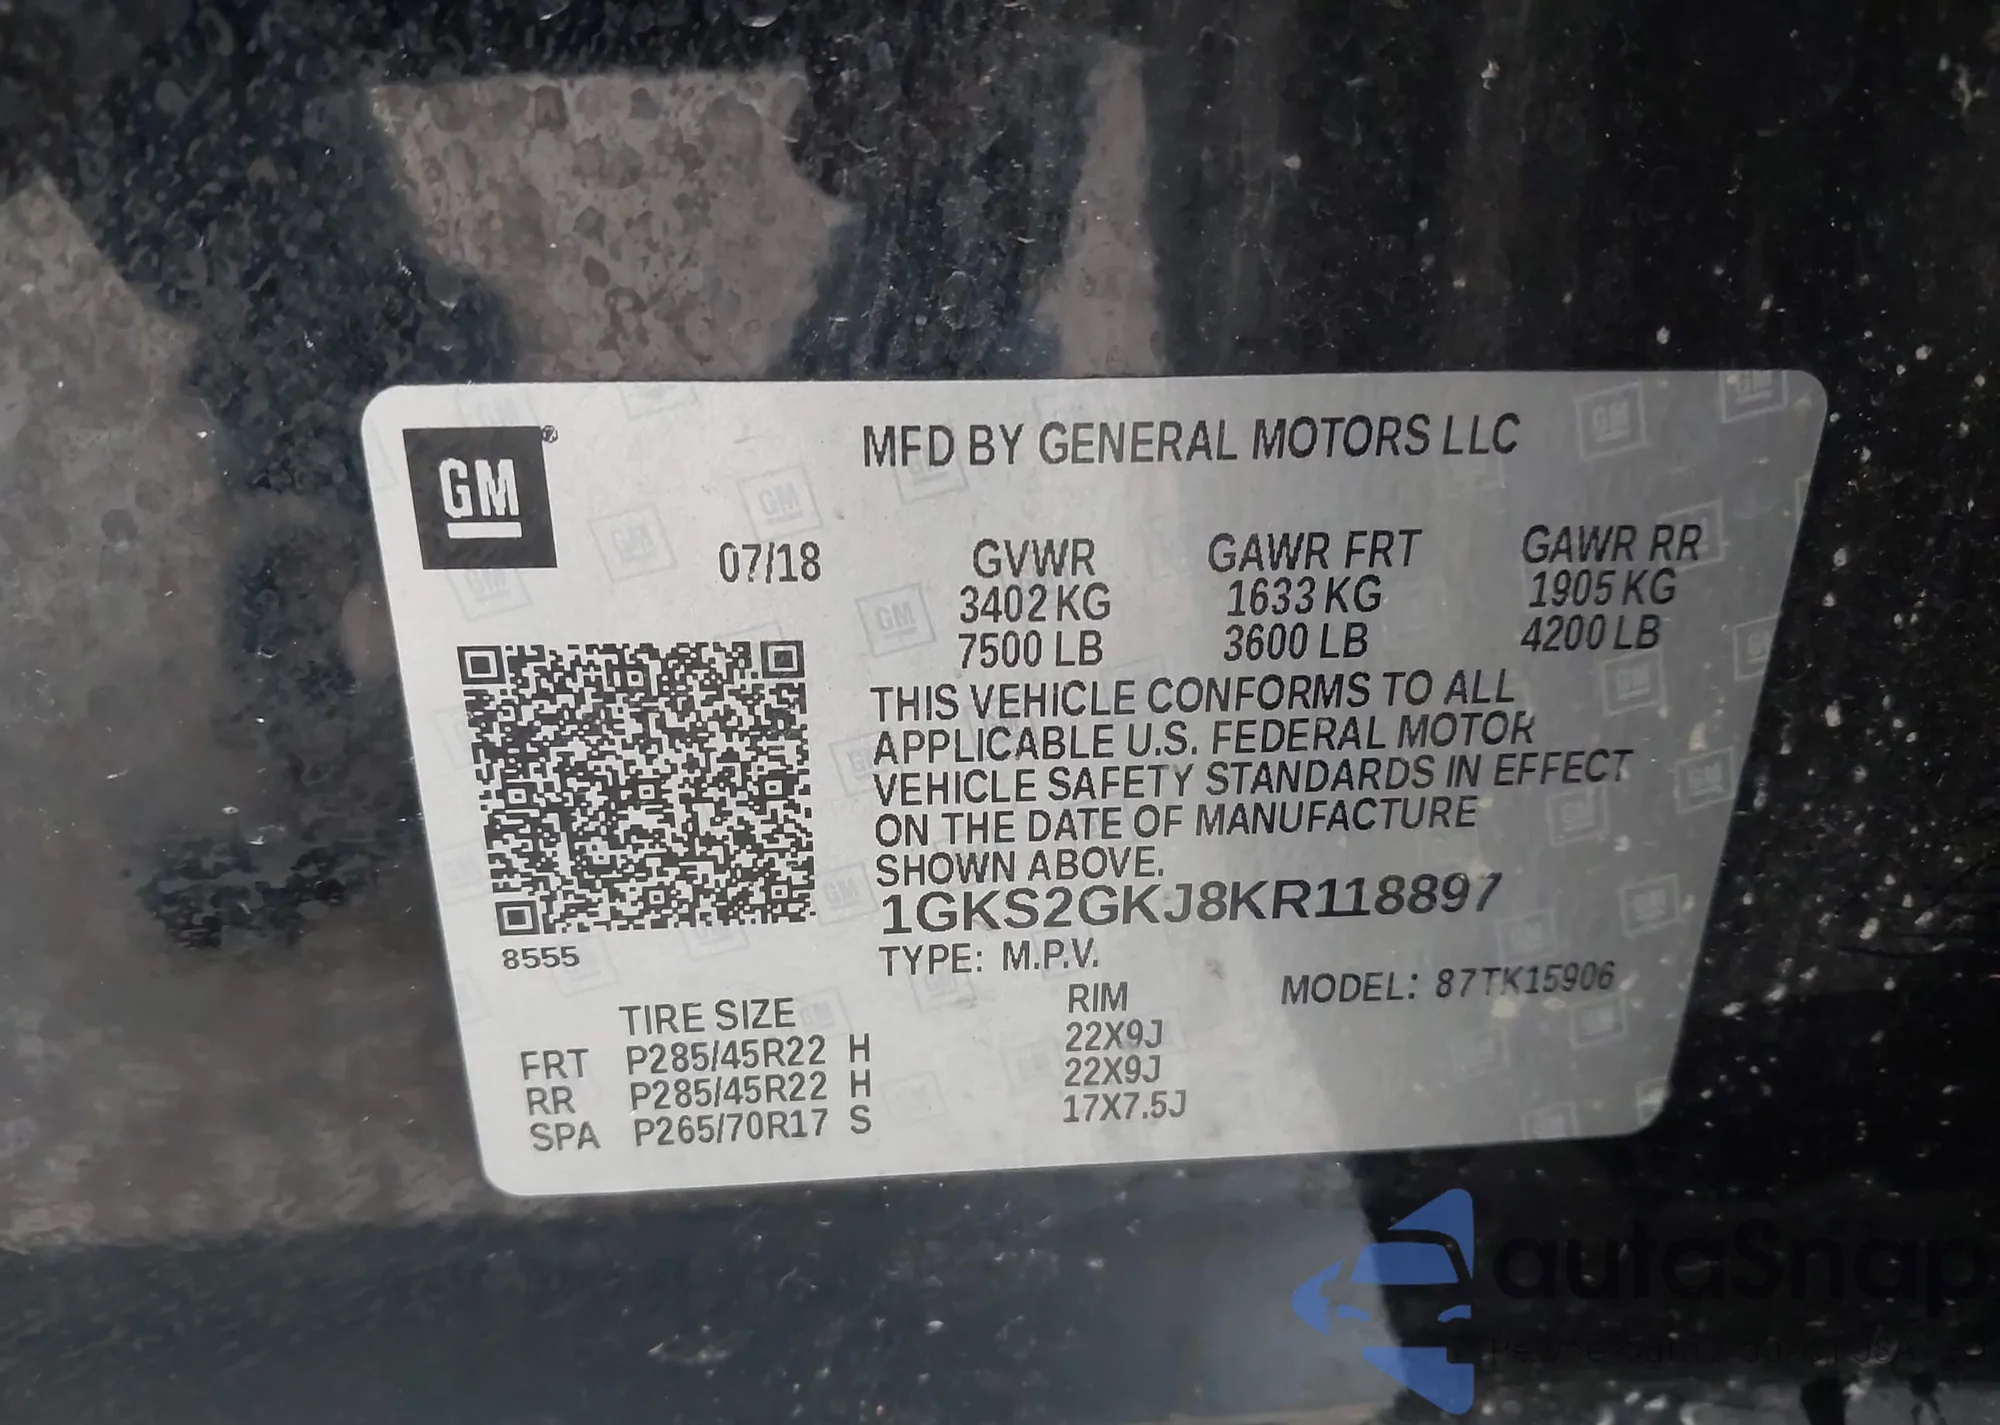 GM®
MFD BY GENERAL MOTORS LLC
07/18 GVWR GAWR FRT GAWR RR
3402 KG 1633 KG 1905 KG
7500 LB 3600 LB 4200 LB
THIS VEHICLE CONFORMS TO ALL
APPLICABLE U.S. FEDERAL MOTOR
VEHICLE SAFETY STANDARDS IN EFFECT
ON THE DATE OF MANUFACTURE
SHOWN ABOVE.
1GKS2GKJ8KR118897
8555
TYPE: M.P.V.
MODEL: 87TK15906
TIRE SIZE RIM
FRT P285/45R22 H 22X9J
RR P285/45R22 H 22X9J
SPA P265/70R17 S 17X7.5J
autoSnap